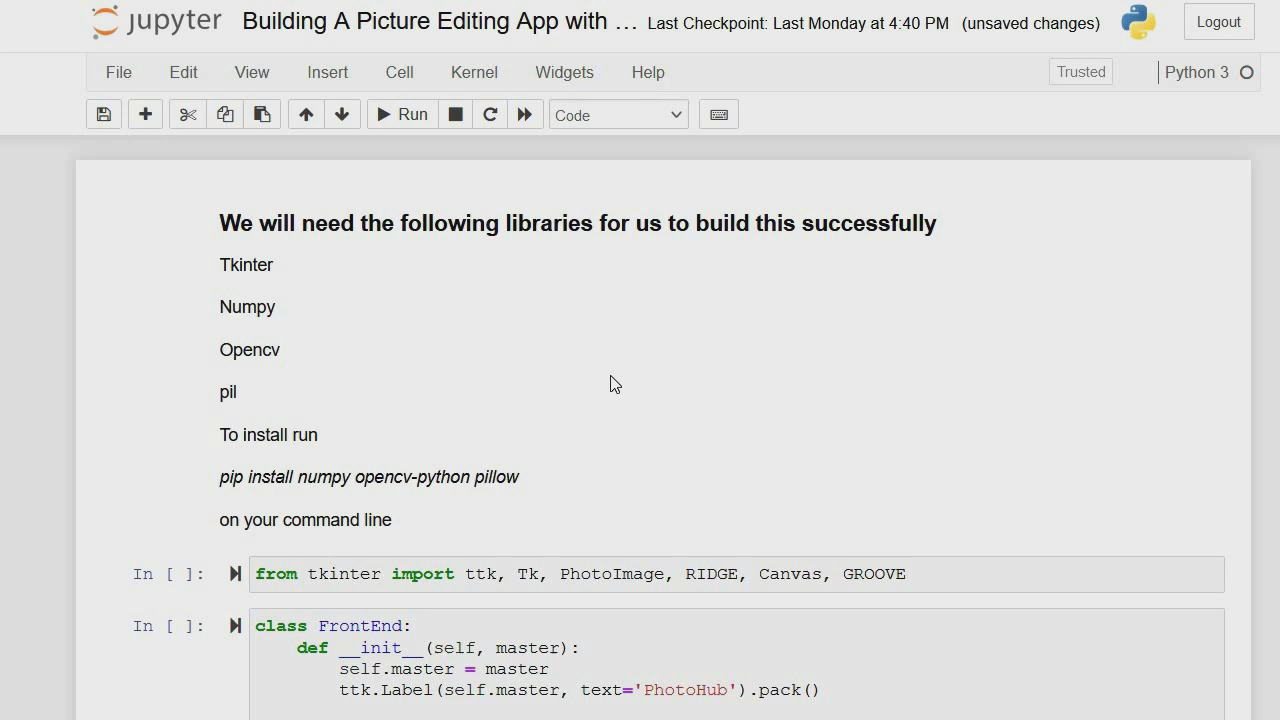 jupyter Building A Picture Editing App with ... Last Checkpoint: Last Monday at 4:40 PM (unsaved changes) Logout
File Edit View Insert Cell Kernel Widgets Help Trusted Python 3
Run Code
We will need the following libraries for us to build this successfully
Tkinter
Numpy
Opencv
pil
To install run
pip install numpy opencv-python pillow
on your command line
In [ ]: from tkinter import ttk, Tk, PhotoImage, RIDGE, Canvas, GROOVE
In [ ]: class FrontEnd:
def __init__(self, master):
self.master = master
ttk.Label(self.master, text='PhotoHub').pack()